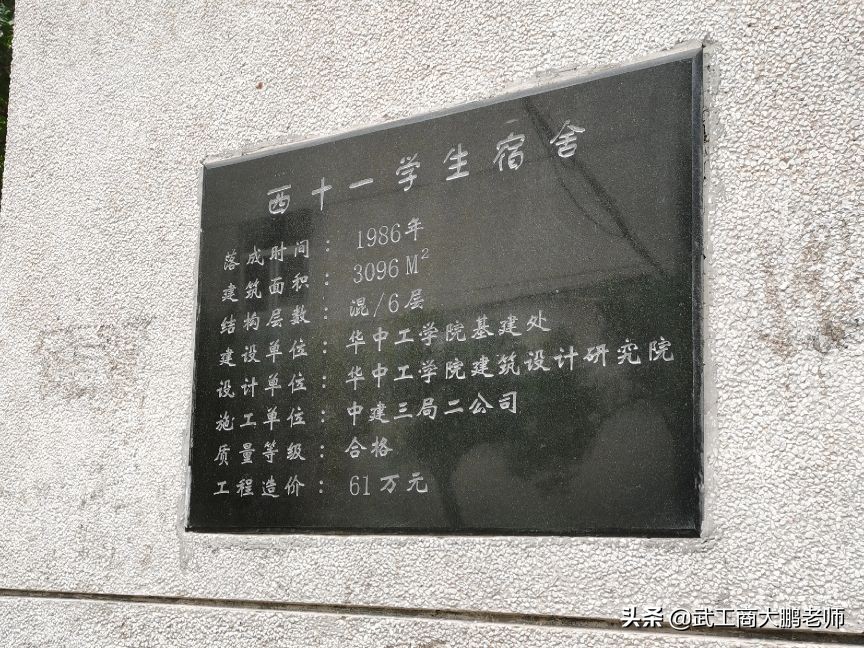 西十一学生宿舍
落成时间：1986年
建筑面积：3096M²
结构层数：混/6层
建设单位：华中工学院基建处
设计单位：华中工学院建筑设计研究院
施工单位：中建三局二公司
质量等级：合格
工程造价：61万元
头条 @武工商大鹏老师